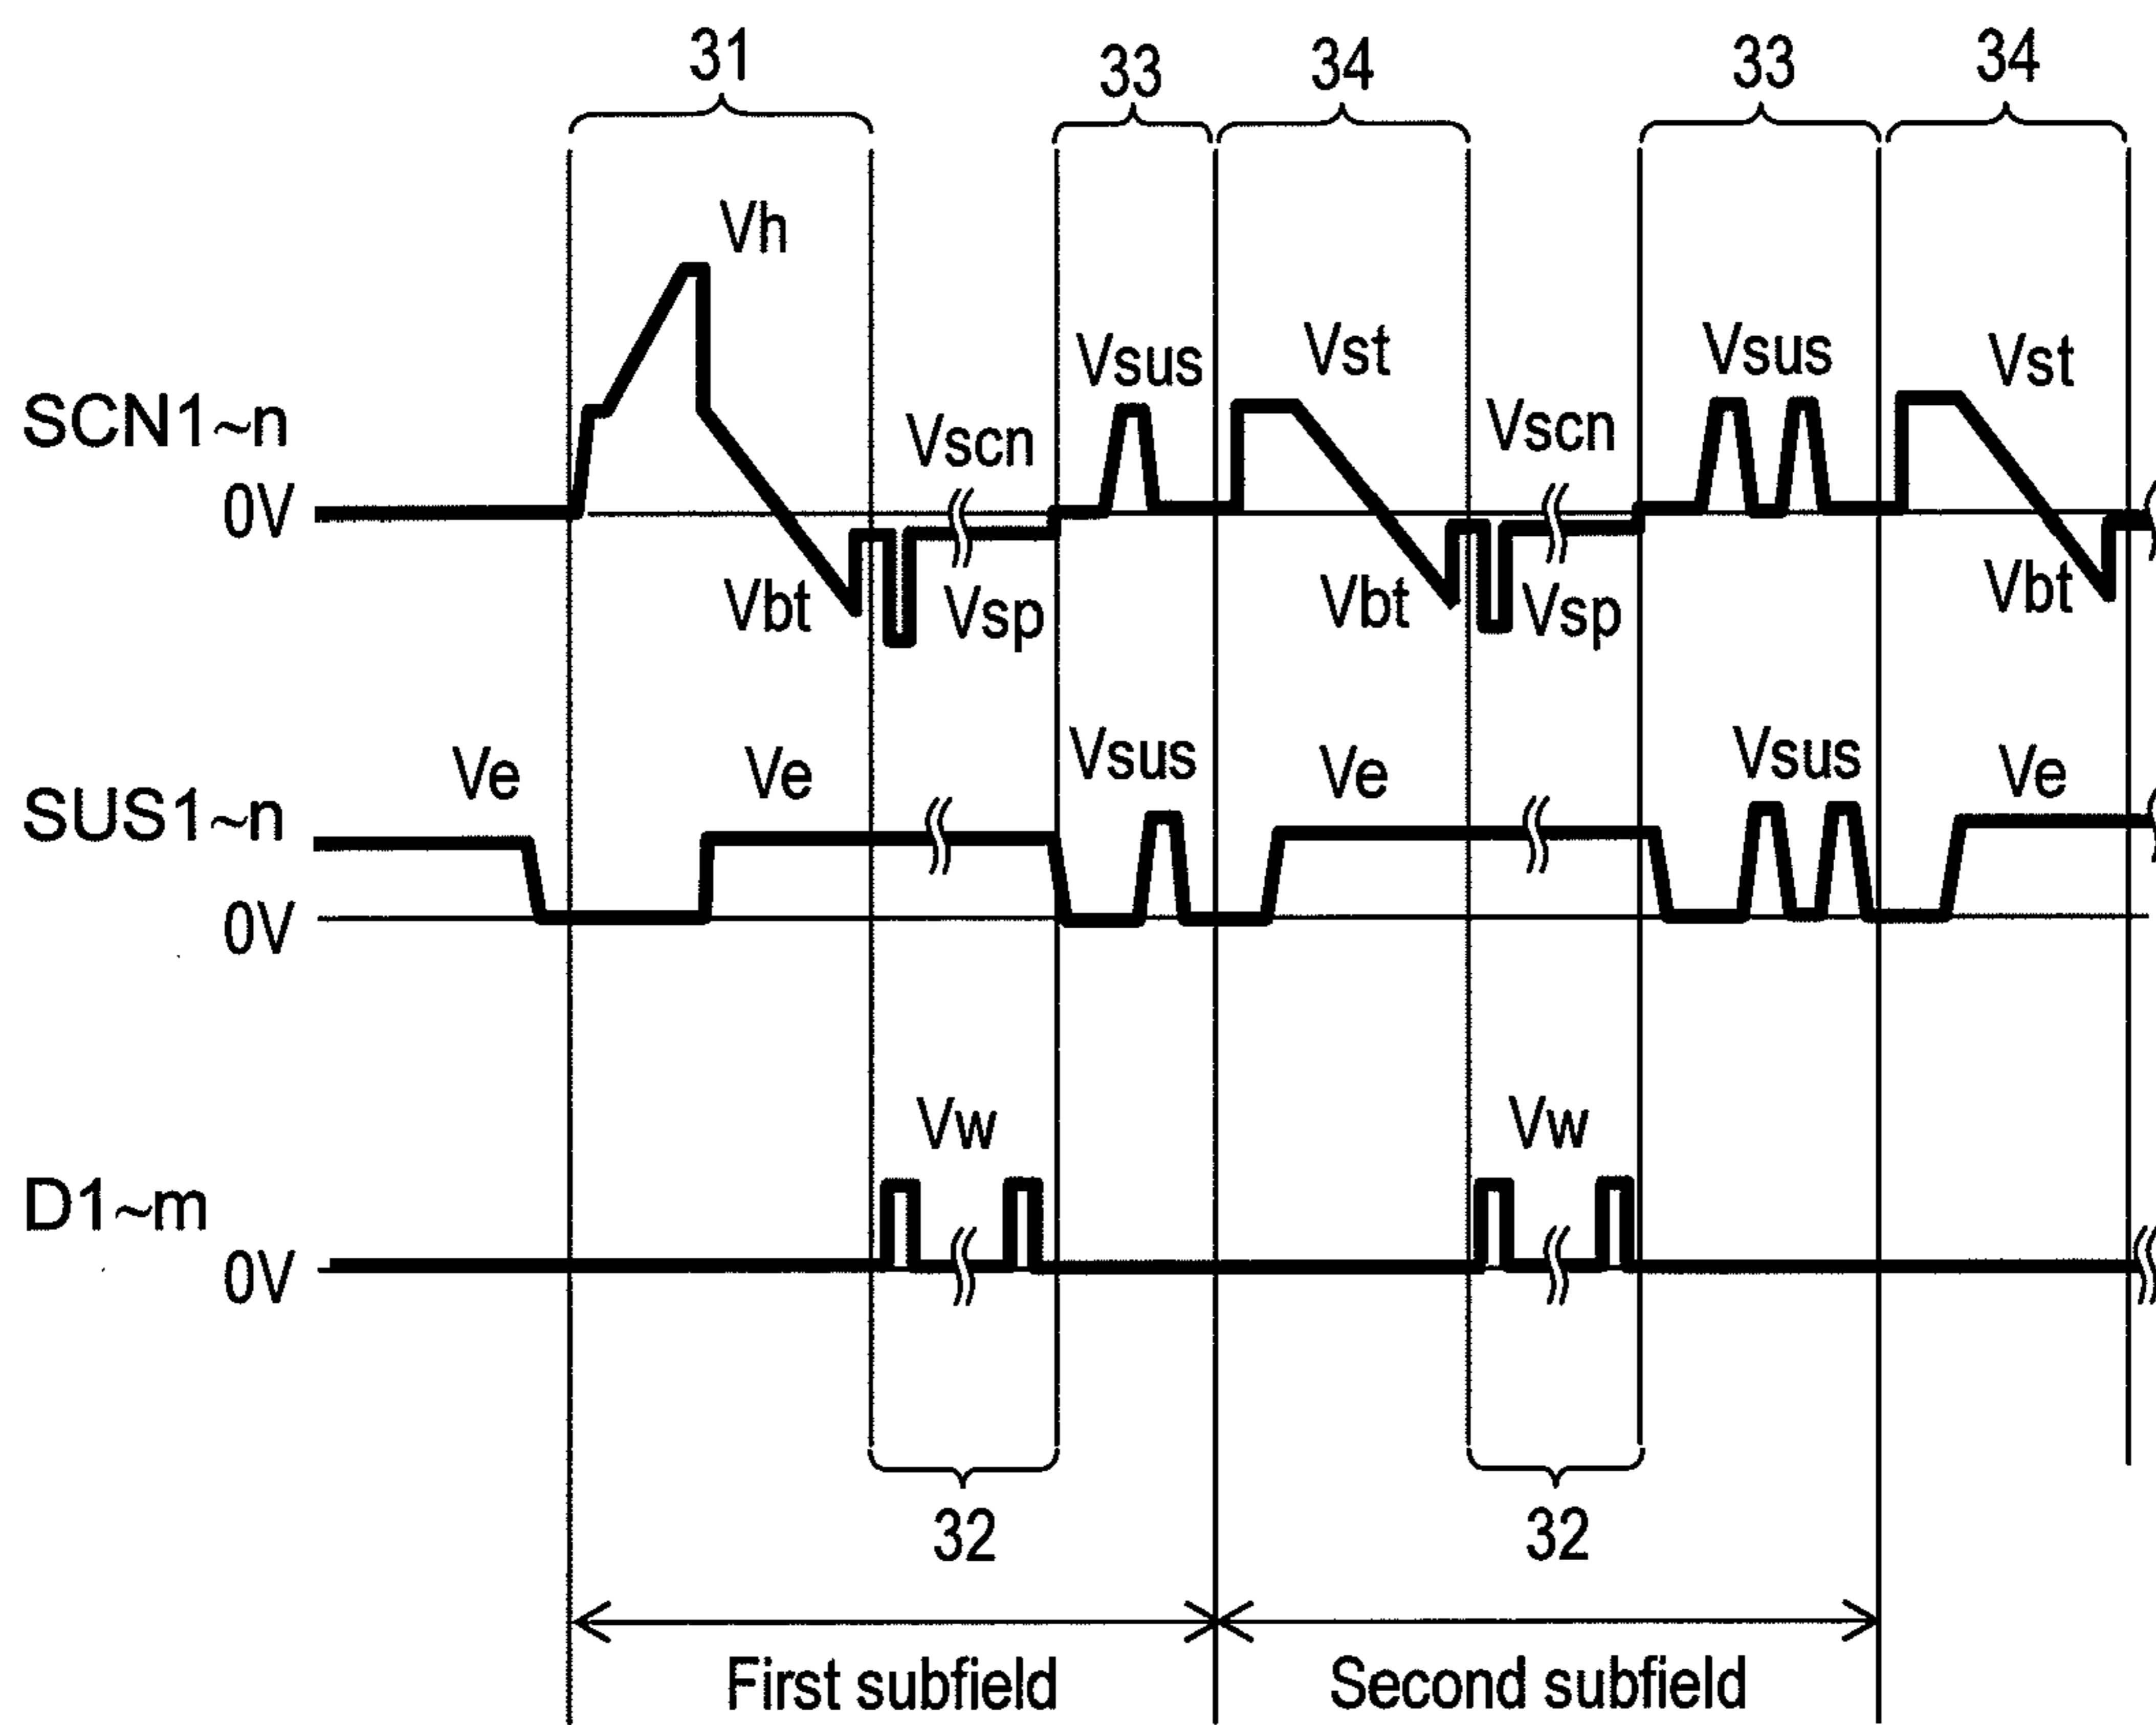 31 33 34 33 34
Vh
Vsus Vst Vsus Vst
SCN1~n Vscn Vscn
0V
Vbt Vsp Vbt Vsp Vbt
Ve Ve Vsus Ve Vsus Ve
SUS1~n
0V
Vw Vw
D1~m
0V
32 32
First subfield Second subfield